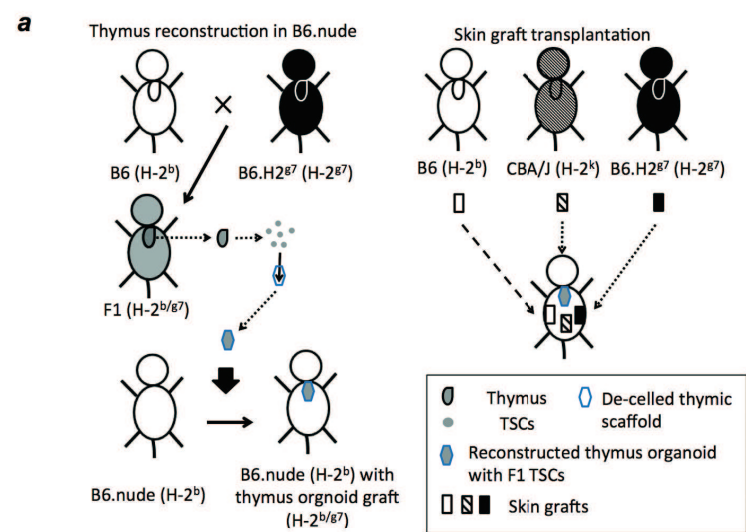 a
Thymus reconstruction in B6.nude
Skin graft transplantation
B6 (H-2ᵇ)
B6.H2ᵍ⁷ (H-2ᵍ⁷)
B6 (H-2ᵇ)
CBA/J (H-2ᵏ)
B6.H2ᵍ⁷ (H-2ᵍ⁷)
F1 (H-2ᵇ/ᵍ⁷)
B6.nude (H-2ᵇ)
B6.nude (H-2ᵇ) with
thymus orgnoid graft
(H-2ᵇ/ᵍ⁷)
Thymus
TSCs
De-celled thymic
scaffold
Reconstructed thymus organoid
with F1 TSCs
Skin grafts